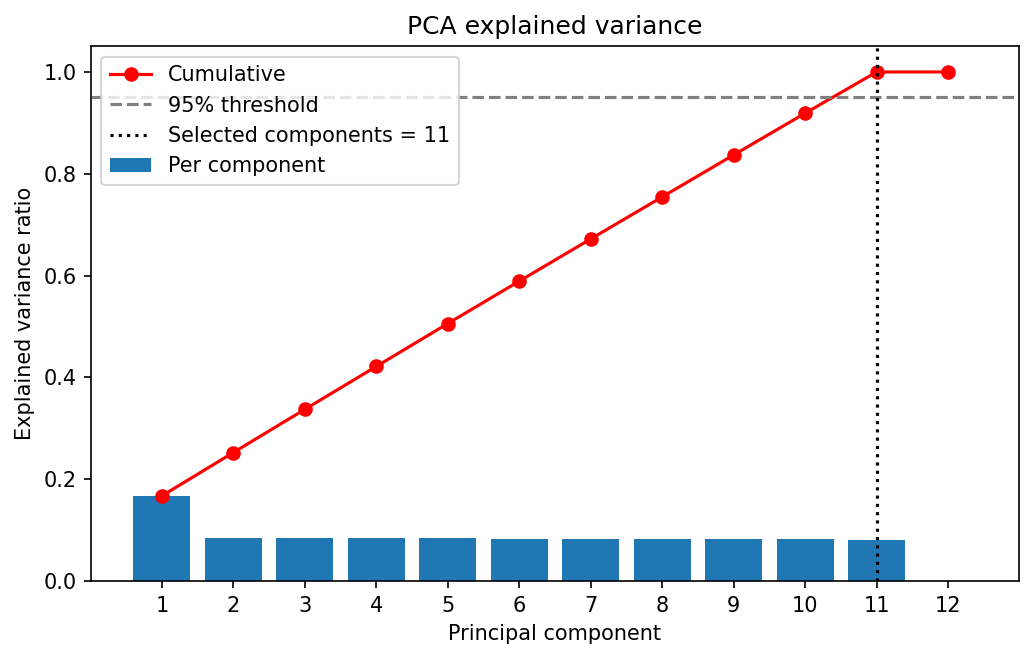 PCA explained variance
Cumulative
95% threshold
Selected components = 11
Per component
Explained variance ratio
1.0
0.8
0.6
0.4
0.2
0.0
1 2 3 4 5 6 7 8 9 10 11 12
Principal component